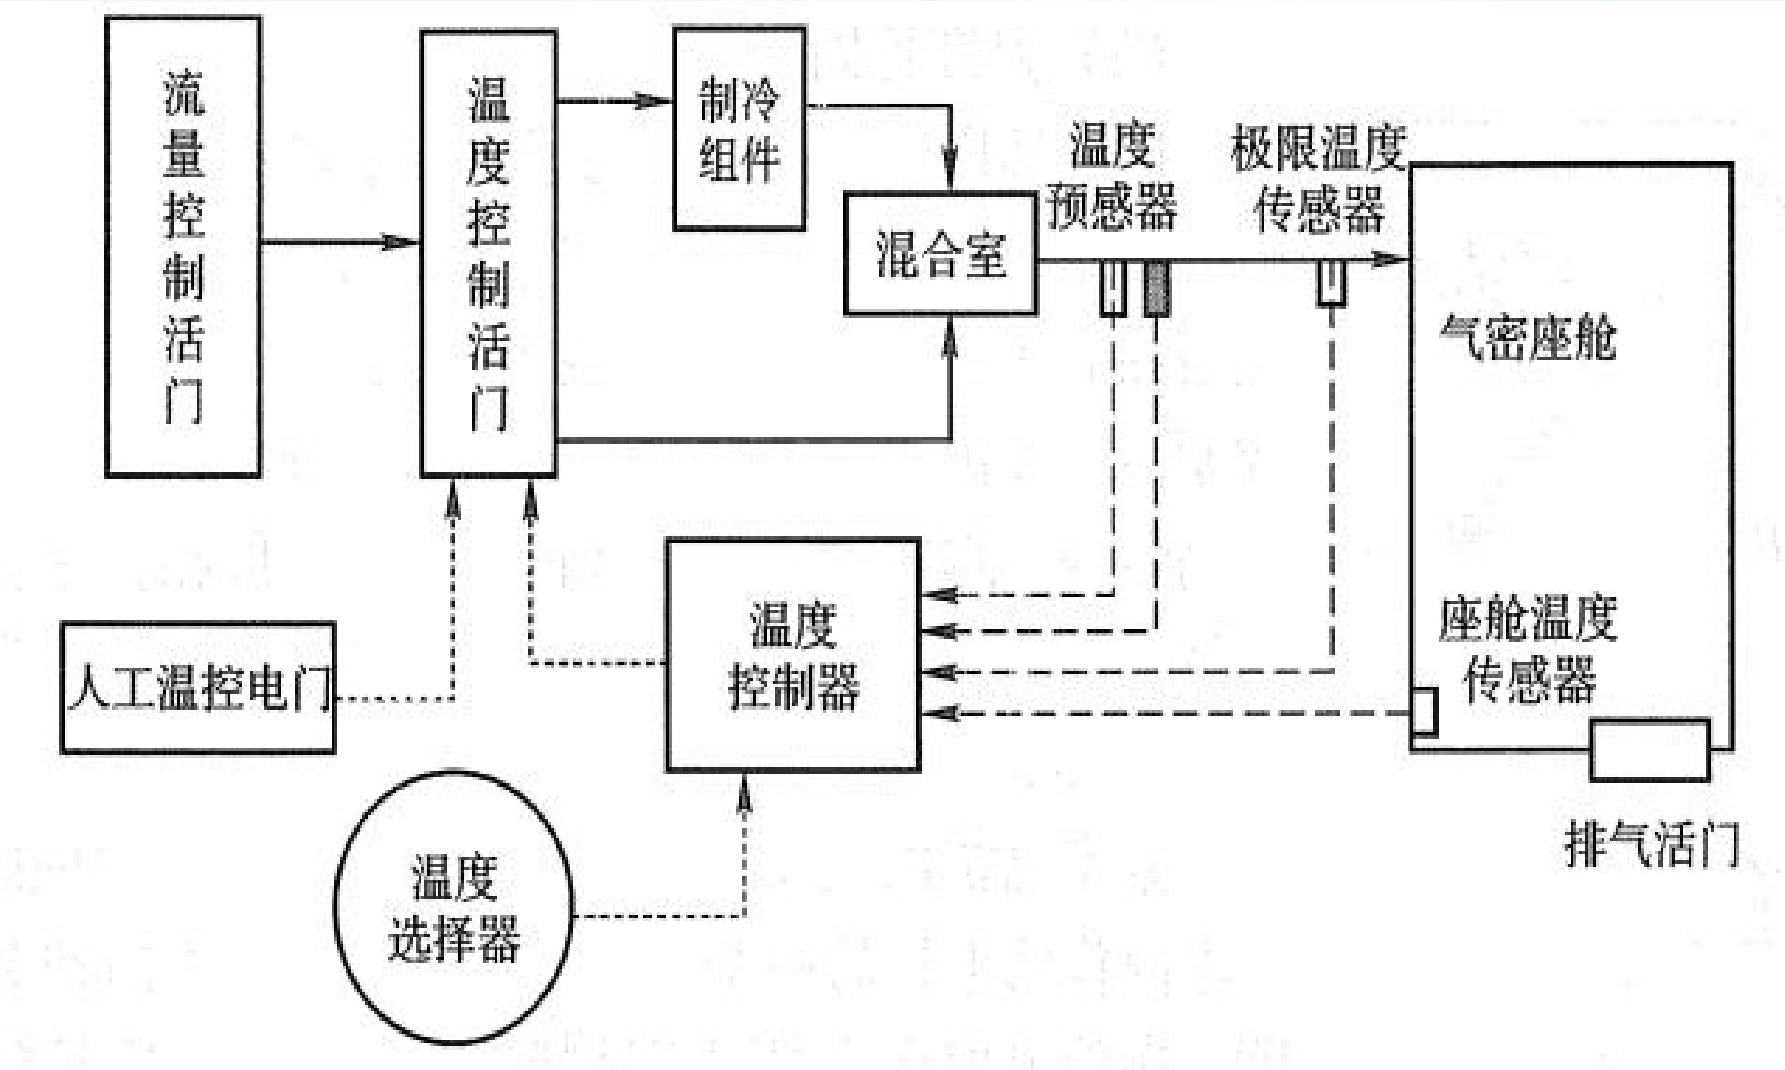 流量控制活门
温度控制活门
制冷
组件
混合室
温度
预感器
极限温度
传感器
气密座舱
座舱温度
传感器
排气活门
温度
控制器
人工温控电门
温度
选择器